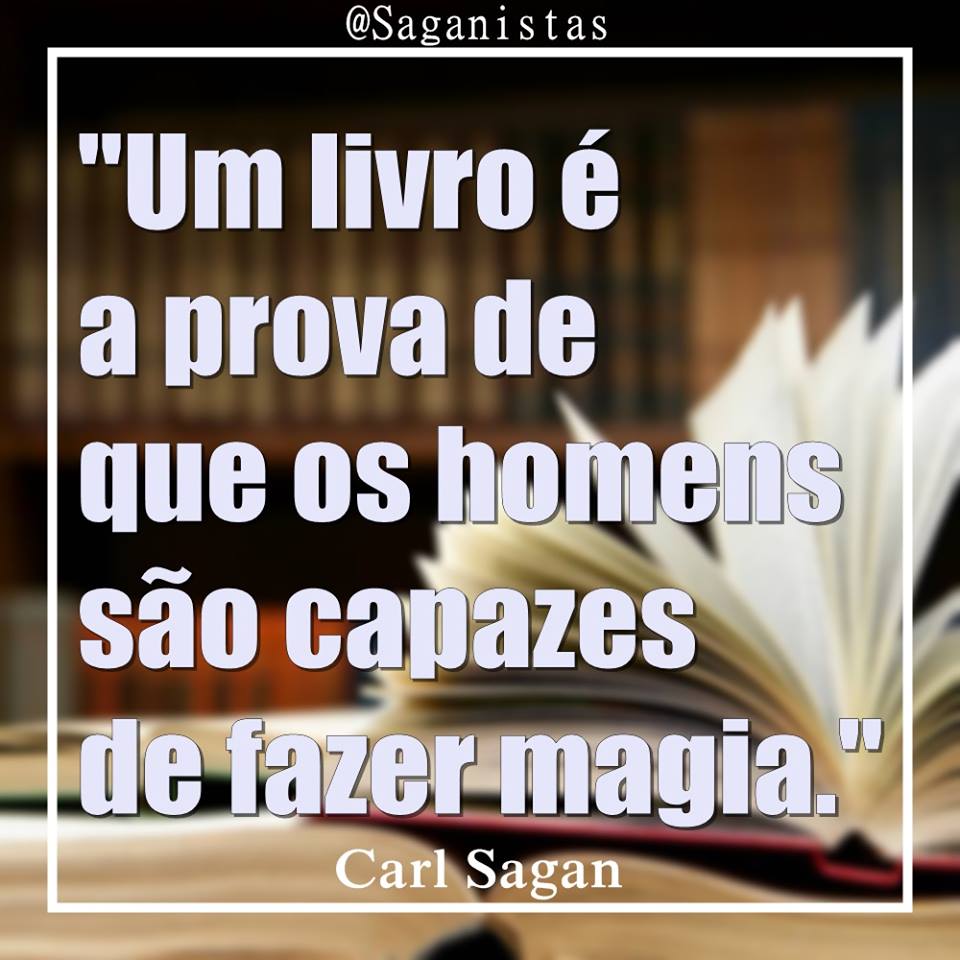 @Saganistas
"Um livro é
a prova de
que os homens
são capazes
de fazer magia."
Carl Sagan